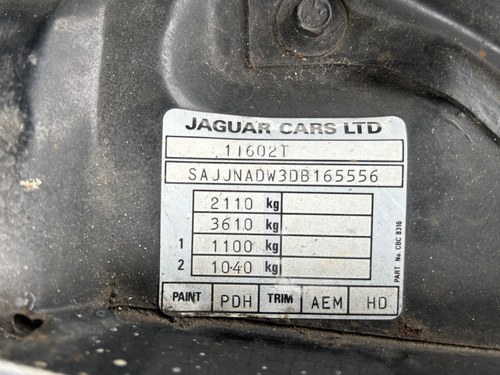 JAGUAR CARS LTD
11602T
SAJJNADW3DB165556
2110 kg
3610 kg
1 1100 kg
2 1040 kg
PAINT PDH TRIM AEM HD
PART No. CBC 8316